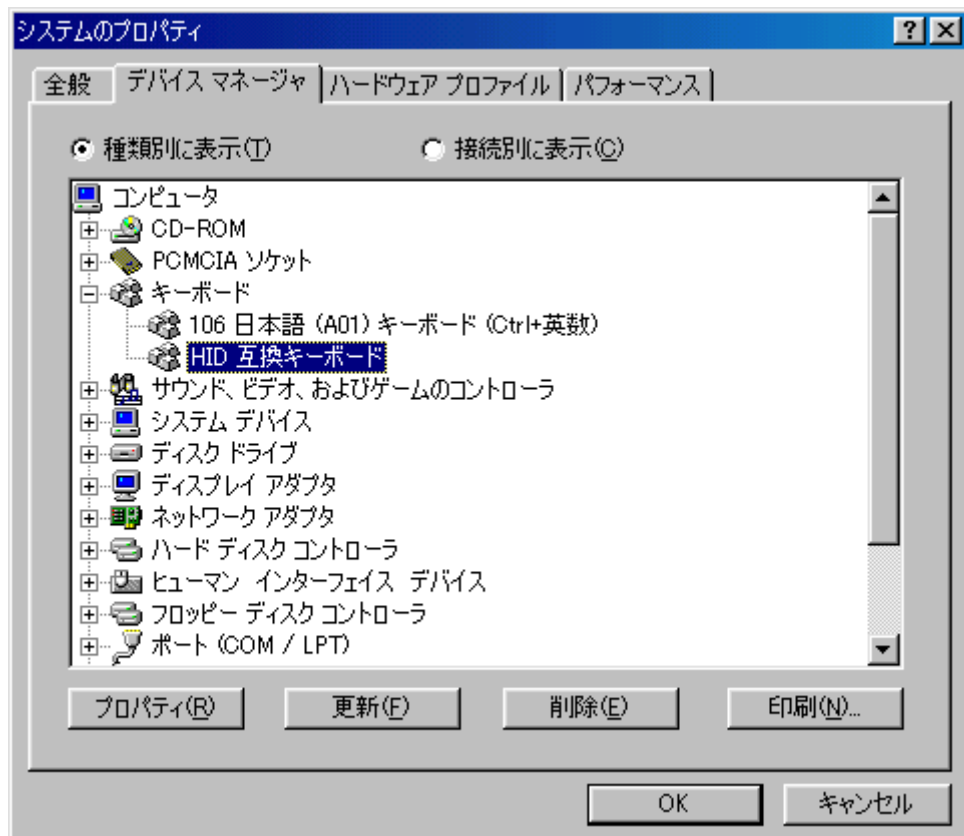 システムのプロパティ
全般 デバイス マネージャ ハードウェア プロファイル パフォーマンス
種類別に表示(T) 接続別に表示(C)
コンピュータ
CD-ROM
PCMCIA ソケット
キーボード
106 日本語 (A01) キーボード (Ctrl+英数)
HID 互換キーボード
サウンド、ビデオ、およびゲームのコントローラ
システム デバイス
ディスク ドライブ
ディスプレイ アダプタ
ネットワーク アダプタ
ハード ディスク コントローラ
ヒューマン インターフェイス デバイス
フロッピー ディスク コントローラ
ポート (COM / LPT)
プロパティ(R) 更新(F) 削除(E) 印刷(N)...
OK キャンセル